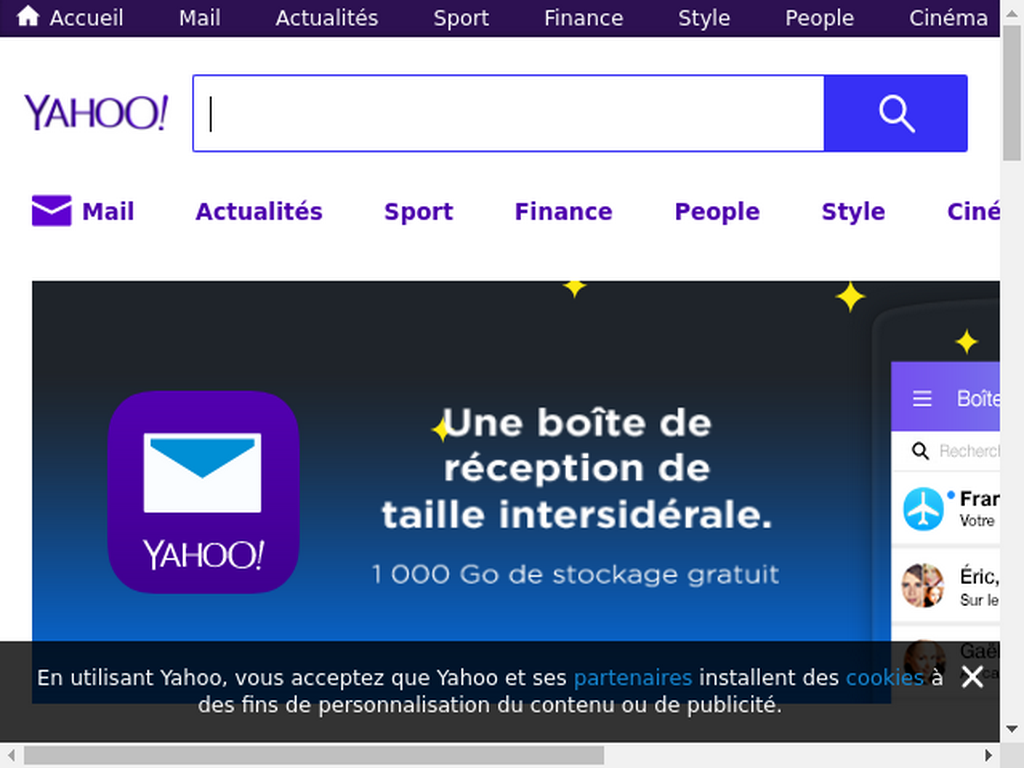 Accueil Mail Actualités Sport Finance Style People Cinéma
YAHOO!
Mail Actualités Sport Finance People Style Ciné
Une boîte de
réception de
taille intersidérale.
1 000 Go de stockage gratuit
YAHOO!
Boîte
Recherc
Fran
Votre
Éric,
Sur le
Gaël
En utilisant Yahoo, vous acceptez que Yahoo et ses partenaires installent des cookies à
des fins de personnalisation du contenu ou de publicité.